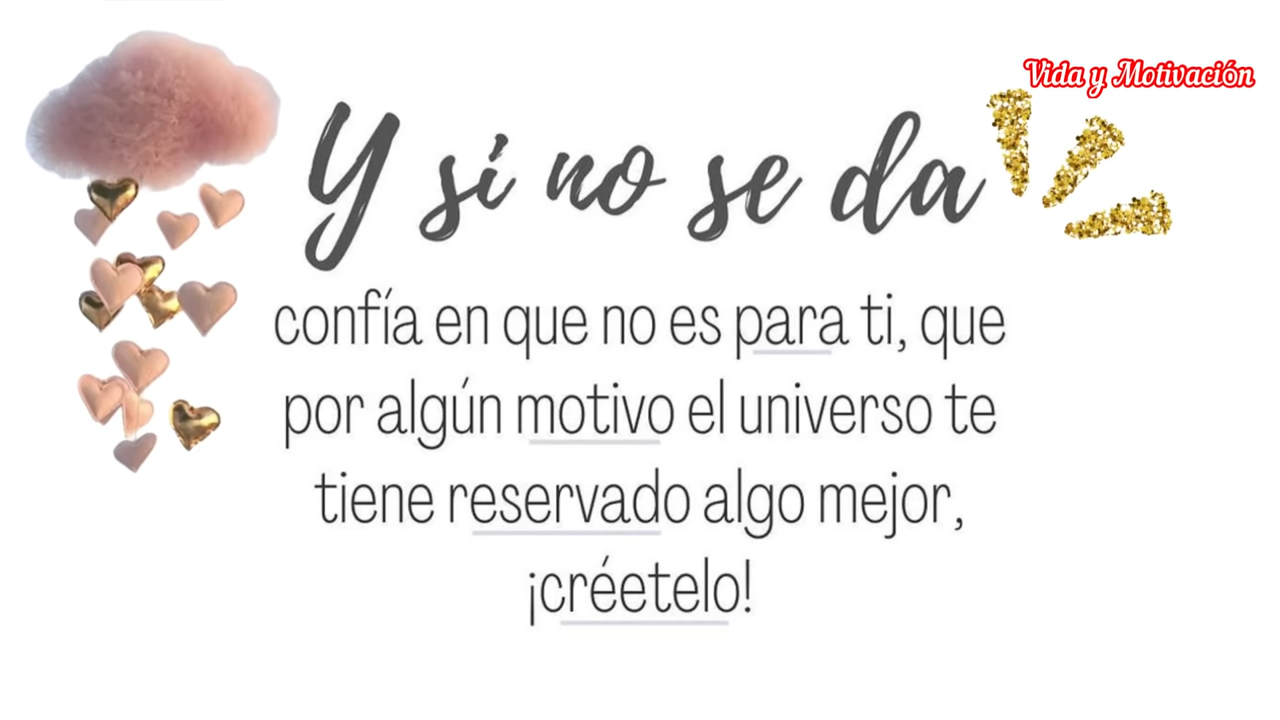 Vida y Motivación
Y si no se da
confía en que no es para ti, que
por algún motivo el universo te
tiene reservado algo mejor,
¡créetelo!